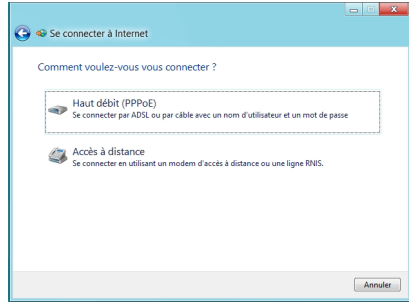 Se connecter à Internet
Comment voulez-vous vous connecter ?
Haut débit (PPPoE)
Se connecter par ADSL ou par câble avec un nom d'utilisateur et un mot de passe
Accès à distance
Se connecter en utilisant un modem d'accès à distance ou une ligne RNIS.
Annuler